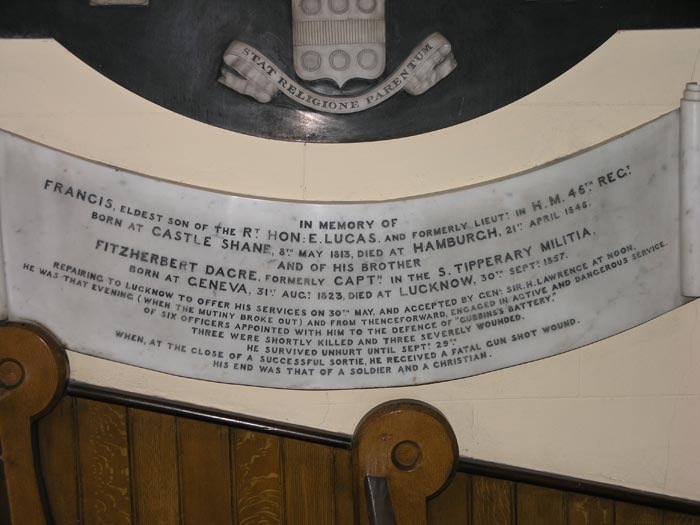 STAT RELIGIONE PARENTUM
IN MEMORY OF
FRANCIS, ELDEST SON OF THE RT HON: E. LUCAS, AND FORMERLY LIEUT. IN H.M. 46TH REGT
BORN AT CASTLE SHANE, 8TH MAY 1813, DIED AT HAMBURGH, 21ST APRIL 1846.
AND OF HIS BROTHER
FITZHERBERT DACRE, FORMERLY CAPTN IN THE S. TIPPERARY MILITIA,
BORN AT GENEVA, 31ST AUGT 1823, DIED AT LUCKNOW, 30TH SEPTR 1857.
REPAIRING TO LUCKNOW TO OFFER HIS SERVICES ON 30TH MAY, AND ACCEPTED BY GENL SIR. H. LAWRENCE AT NOON,
HE WAS THAT EVENING (WHEN THE MUTINY BROKE OUT) AND FROM THENCEFORWARD, ENGAGED IN ACTIVE AND DANGEROUS SERVICE.
OF SIX OFFICERS APPOINTED WITH HIM TO THE DEFENCE OF "GUBBINS'S BATTERY,"
THREE WERE SHORTLY KILLED AND THREE SEVERELY WOUNDED.
HE SURVIVED UNHURT UNTIL SEPTR 29TH
WHEN, AT THE CLOSE OF A SUCCESSFUL SORTIE, HE RECEIVED A FATAL GUN SHOT WOUND.
HIS END WAS THAT OF A SOLDIER AND A CHRISTIAN.